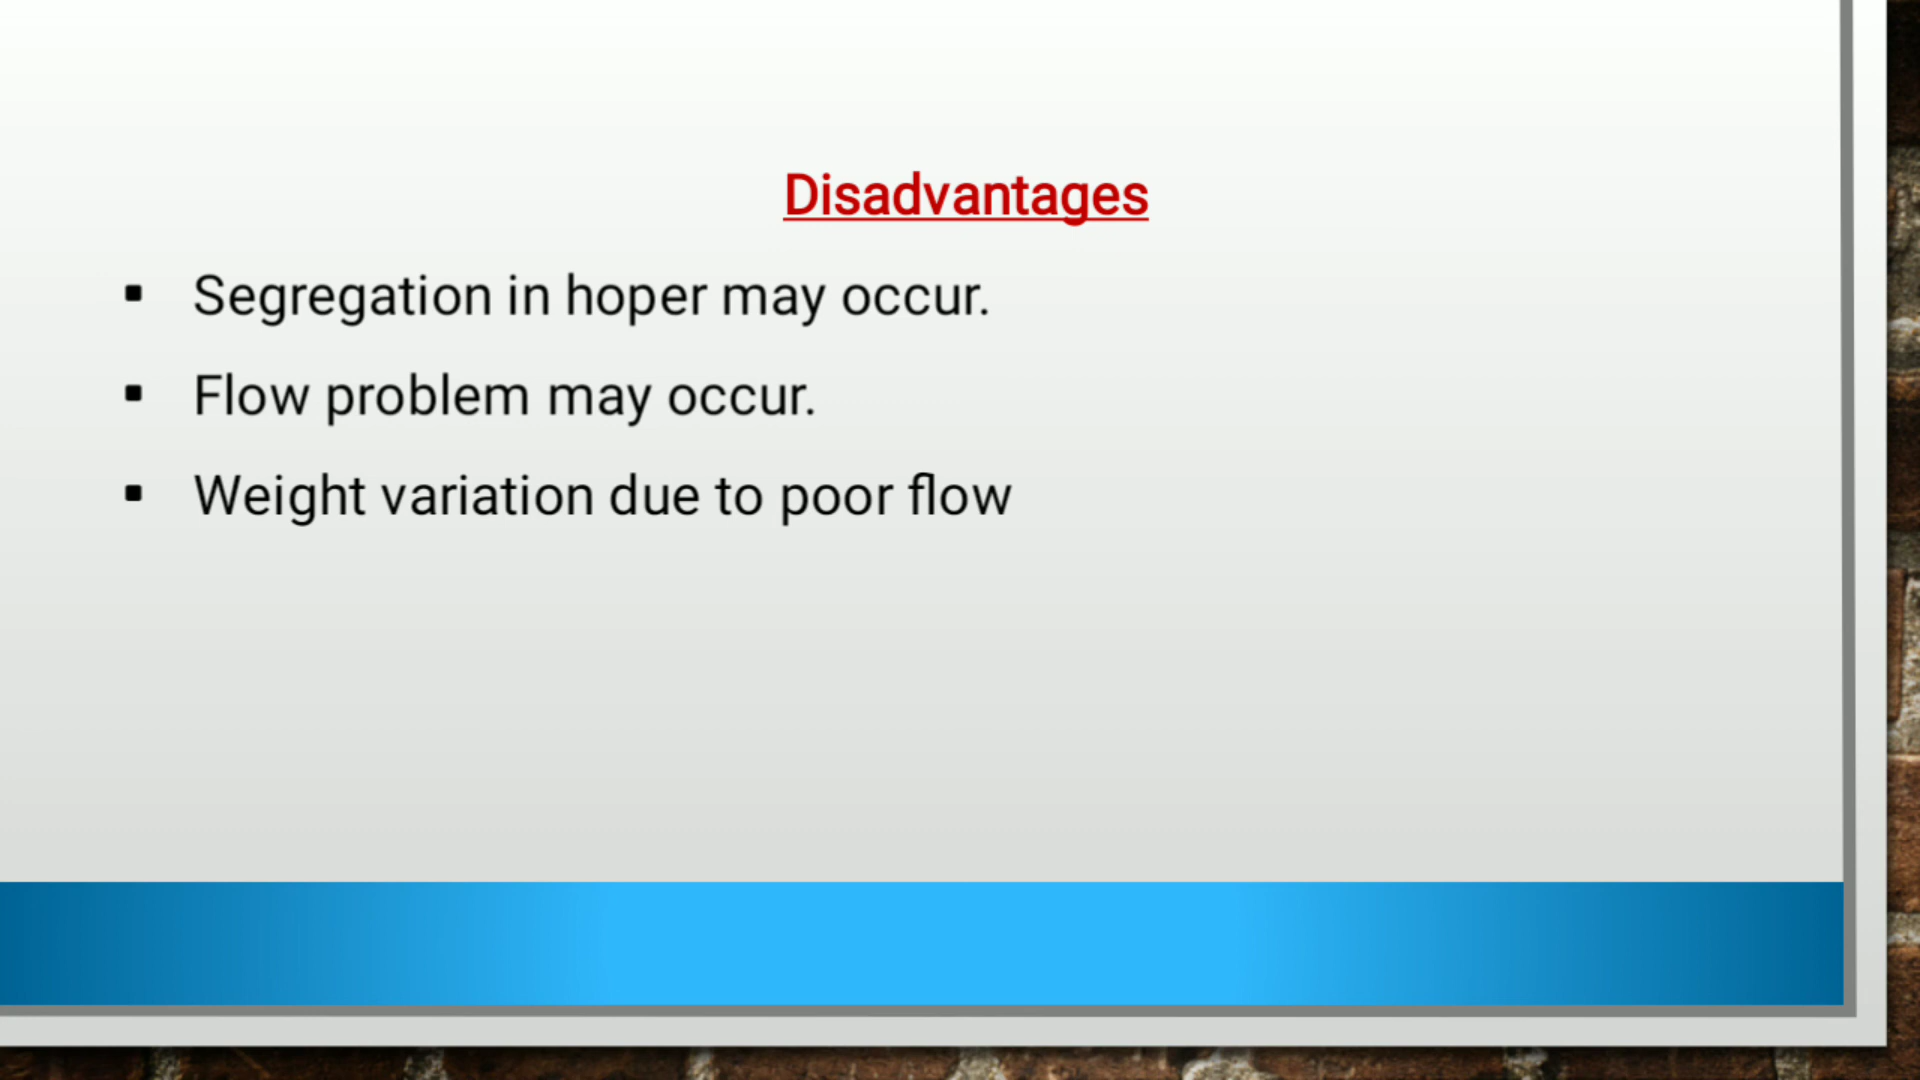 Disadvantages
▪ Segregation in hoper may occur.
▪ Flow problem may occur.
▪ Weight variation due to poor flow